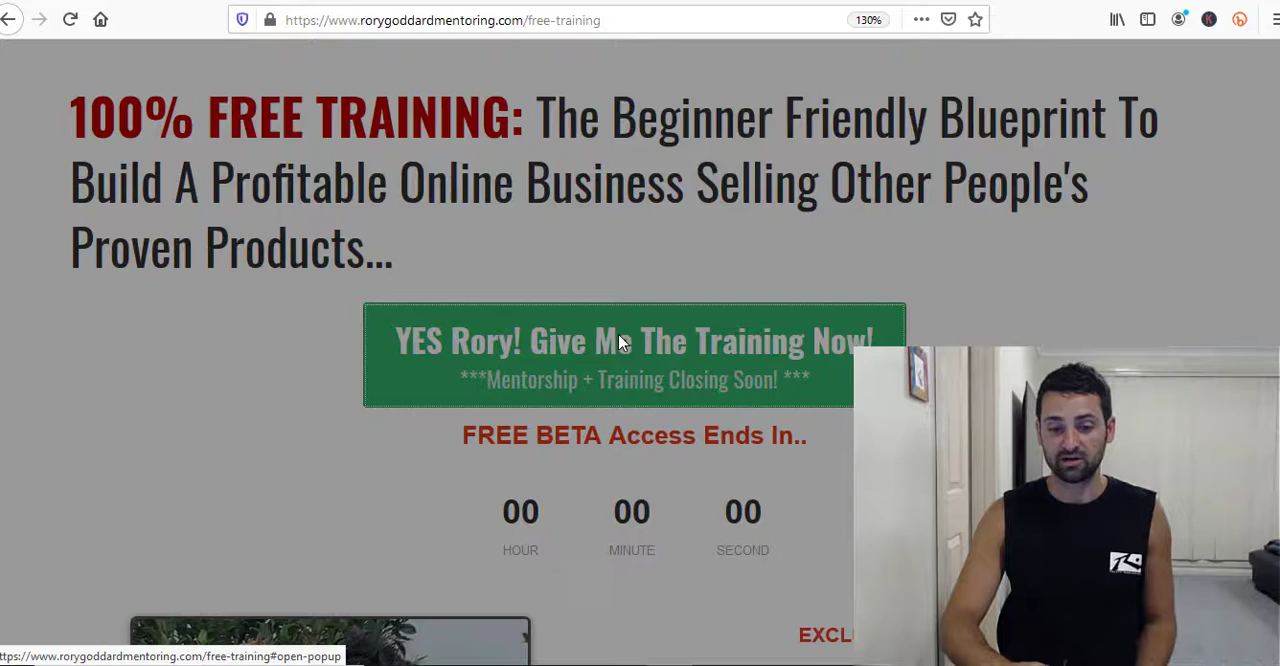 https://www.rorygoddardmentoring.com/free-training
130%
100% FREE TRAINING: The Beginner Friendly Blueprint To
Build A Profitable Online Business Selling Other People's
Proven Products...
YES Rory! Give Me The Training Now!
***Mentorship + Training Closing Soon! ***
FREE BETA Access Ends In..
00 00 00
HOUR MINUTE SECOND
EXCL
https://www.rorygoddardmentoring.com/free-training#open-popup